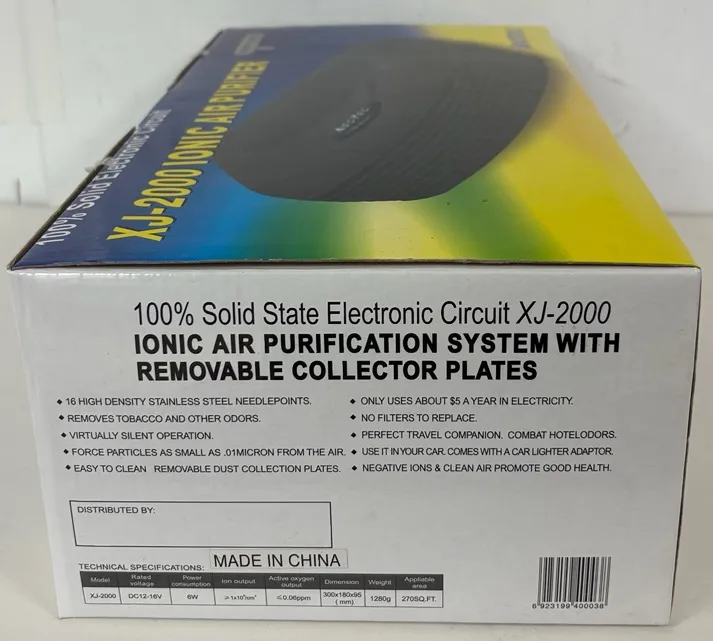 100% Solid State Electronic Circuit
XJ-2000 IONIC AIR PURIFIER
100% Solid State Electronic Circuit XJ-2000
IONIC AIR PURIFICATION SYSTEM WITH
REMOVABLE COLLECTOR PLATES
◆ 16 HIGH DENSITY STAINLESS STEEL NEEDLEPOINTS.
◆ REMOVES TOBACCO AND OTHER ODORS.
◆ VIRTUALLY SILENT OPERATION.
◆ FORCE PARTICLES AS SMALL AS .01MICRON FROM THE AIR.
◆ EASY TO CLEAN REMOVABLE DUST COLLECTION PLATES.
◆ ONLY USES ABOUT $5 A YEAR IN ELECTRICITY.
◆ NO FILTERS TO REPLACE.
◆ PERFECT TRAVEL COMPANION. COMBAT HOTELODORS.
◆ USE IT IN YOUR CAR. COMES WITH A CAR LIGHTER ADAPTOR.
◆ NEGATIVE IONS & CLEAN AIR PROMOTE GOOD HEALTH.
DISTRIBUTED BY:
TECHNICAL SPECIFICATIONS: MADE IN CHINA
Model Rated voltage Power consumption Ion output Active oxygen output Dimension Weight Appliable area
XJ-2000 DC12-16V 6W ≤0.06ppm 300x180x95 (mm) 1280g 270SQ.FT.
6 923199 400038